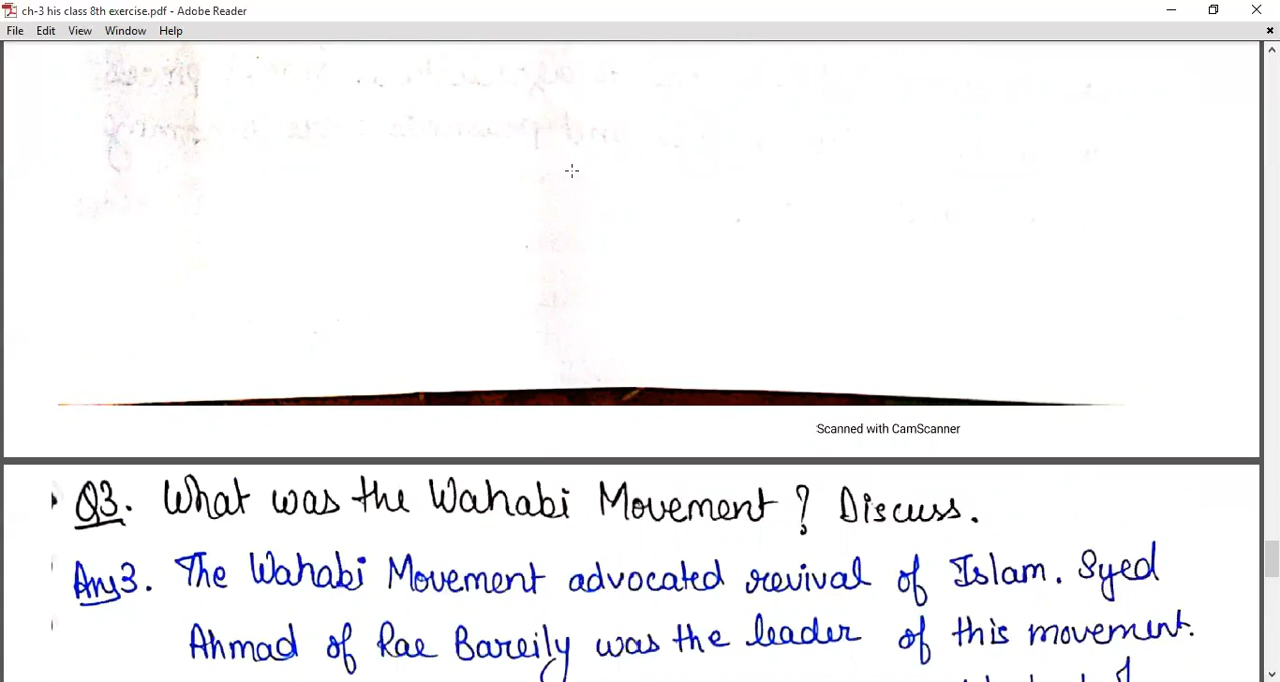 ch-3 his class 8th exercise.pdf - Adobe Reader
File Edit View Window Help
Scanned with CamScanner
Q3. What was the Wahabi Movement? Discuss.
Ans3. The Wahabi Movement advocated revival of Islam. Syed
Ahmad of Rae Bareily was the leader of this movement.